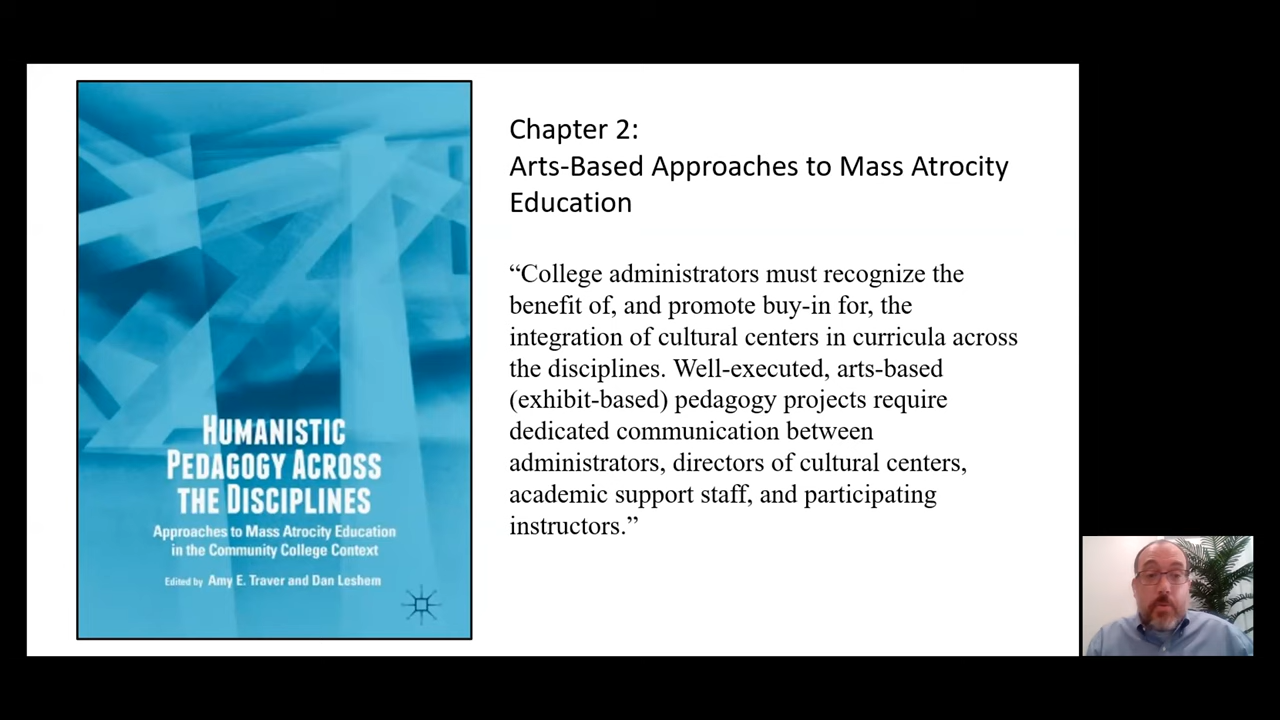 HUMANISTIC
PEDAGOGY ACROSS
THE DISCIPLINES
Approaches to Mass Atrocity Education
in the Community College Context
Edited by Amy E. Traver and Dan Leshem
Chapter 2:
Arts-Based Approaches to Mass Atrocity
Education
“College administrators must recognize the
benefit of, and promote buy-in for, the
integration of cultural centers in curricula across
the disciplines. Well-executed, arts-based
(exhibit-based) pedagogy projects require
dedicated communication between
administrators, directors of cultural centers,
academic support staff, and participating
instructors.”